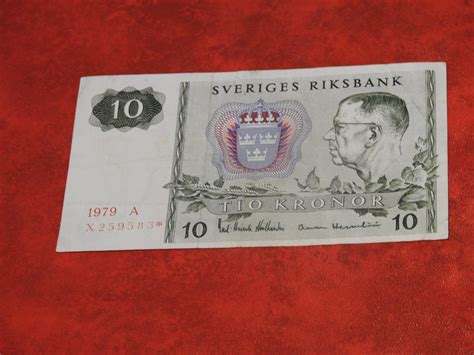 SVERIGES RIKSBANK
10
1979 A
X259583*
TIO KRONOR
10
10